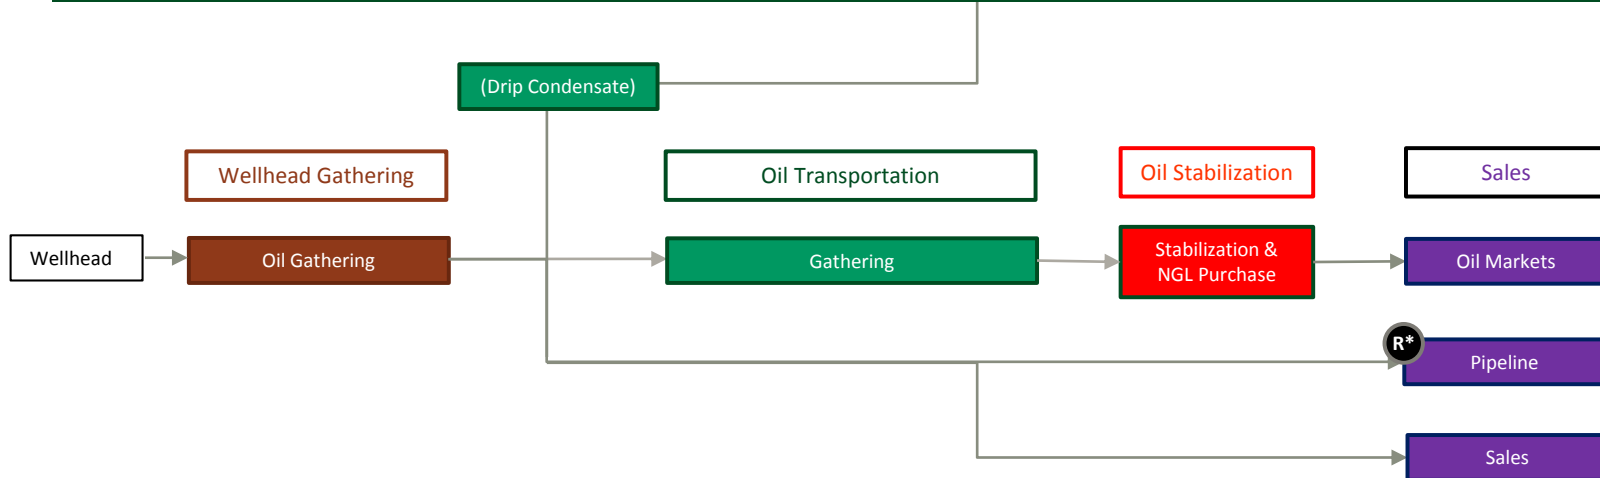 (Drip Condensate)
Wellhead Gathering
Oil Transportation
Oil Stabilization
Sales
Wellhead
Oil Gathering
Gathering
Stabilization &
NGL Purchase
Oil Markets
R*
Pipeline
Sales